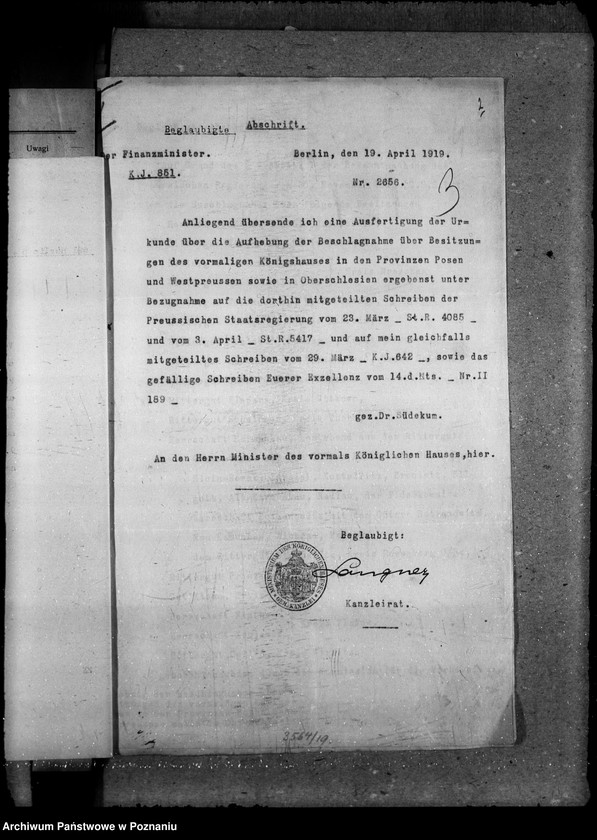 2
Beglaubigte Abschrift.
er Finanzminister. Berlin, den 19. April 1919.
K.J. 851. Nr. 2656.
3
Anliegend übersende ich eine Ausfertigung der Ur=
kunde über die Aufhebung der Beschlagnahme über Besitzun=
gen des vormaligen Königshauses in den Provinzen Posen
und Westpreussen sowie in Oberschlesien ergebenst unter
Bezugnahme auf die dorthin mitgeteilten Schreiben der
Preussischen Staatsregierung vom 23. März _ St.R. 4085 _
und vom 3. April _ St.R.5417 _ und auf mein gleichfalls
mitgeteiltes Schreiben vom 29. März _ K.J.642 _, sowie das
gefällige Schreiben Euerer Exzellenz vom 14.d.Mts. _ Nr.II
189 _
gez.Dr.Südekum.
An den Herrn Minister des vormals Königlichen Hauses,hier.
Beglaubigt:
Langner
Kanzleirat.
3564/19.
Uwagi
Archiwum Państwowe w Poznaniu